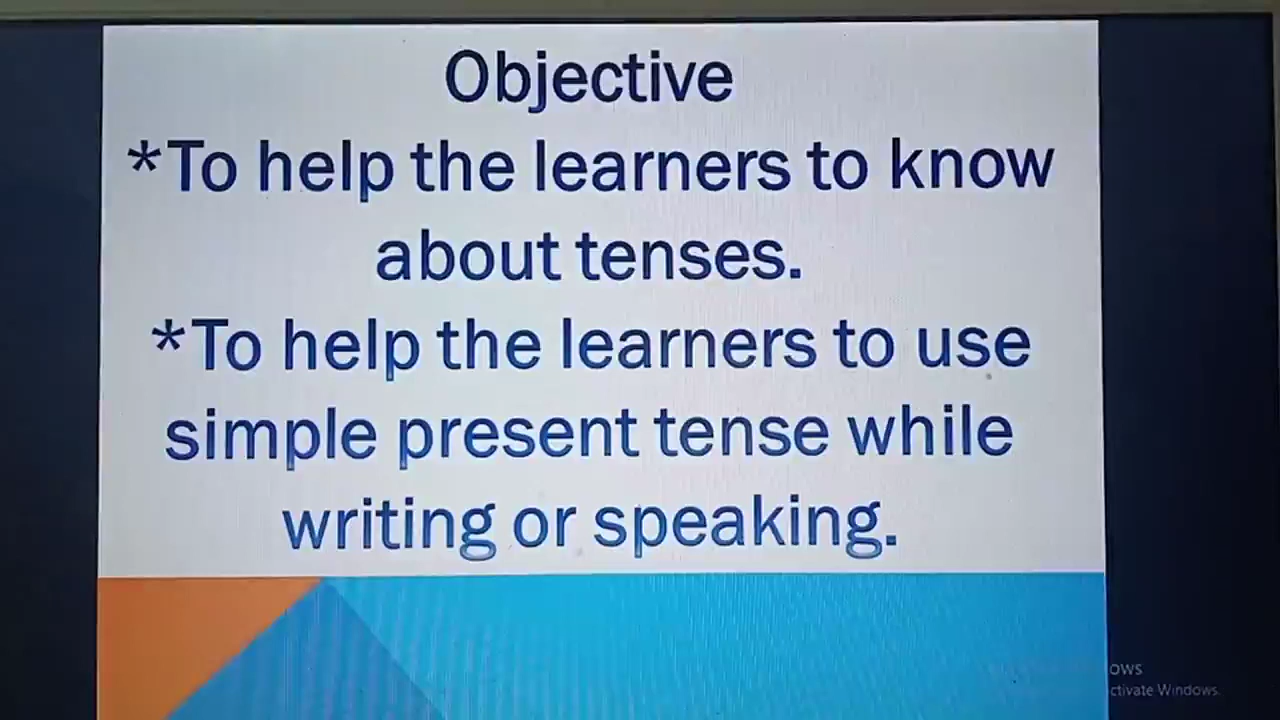 Objective
*To help the learners to know
about tenses.
*To help the learners to use
simple present tense while
writing or speaking.
Windows.